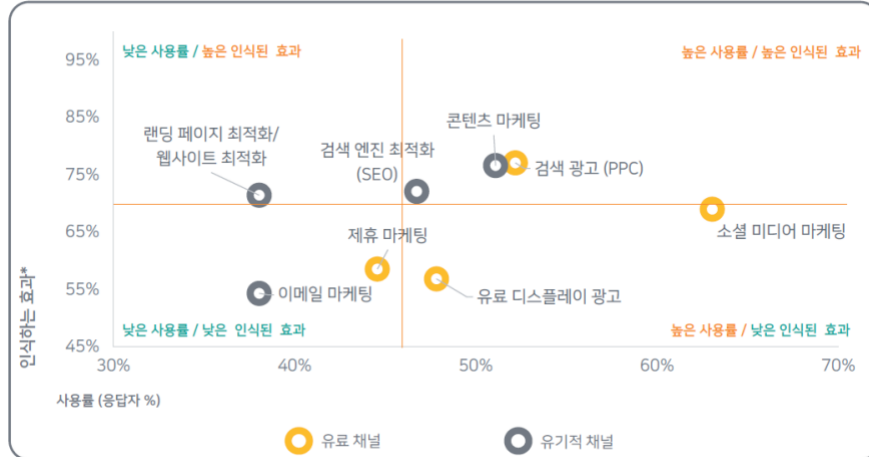 낮은 사용률 / 높은 인식된 효과
높은 사용률 / 높은 인식된 효과
95%
85%
75%
65%
55%
45%
인식하는 효과*
랜딩 페이지 최적화/
웹사이트 최적화
검색 엔진 최적화
(SEO)
콘텐츠 마케팅
검색 광고 (PPC)
소셜 미디어 마케팅
제휴 마케팅
이메일 마케팅
유료 디스플레이 광고
낮은 사용률 / 낮은 인식된 효과
높은 사용률 / 낮은 인식된 효과
30%
40%
50%
60%
70%
사용률 (응답자 %)
유료 채널
유기적 채널